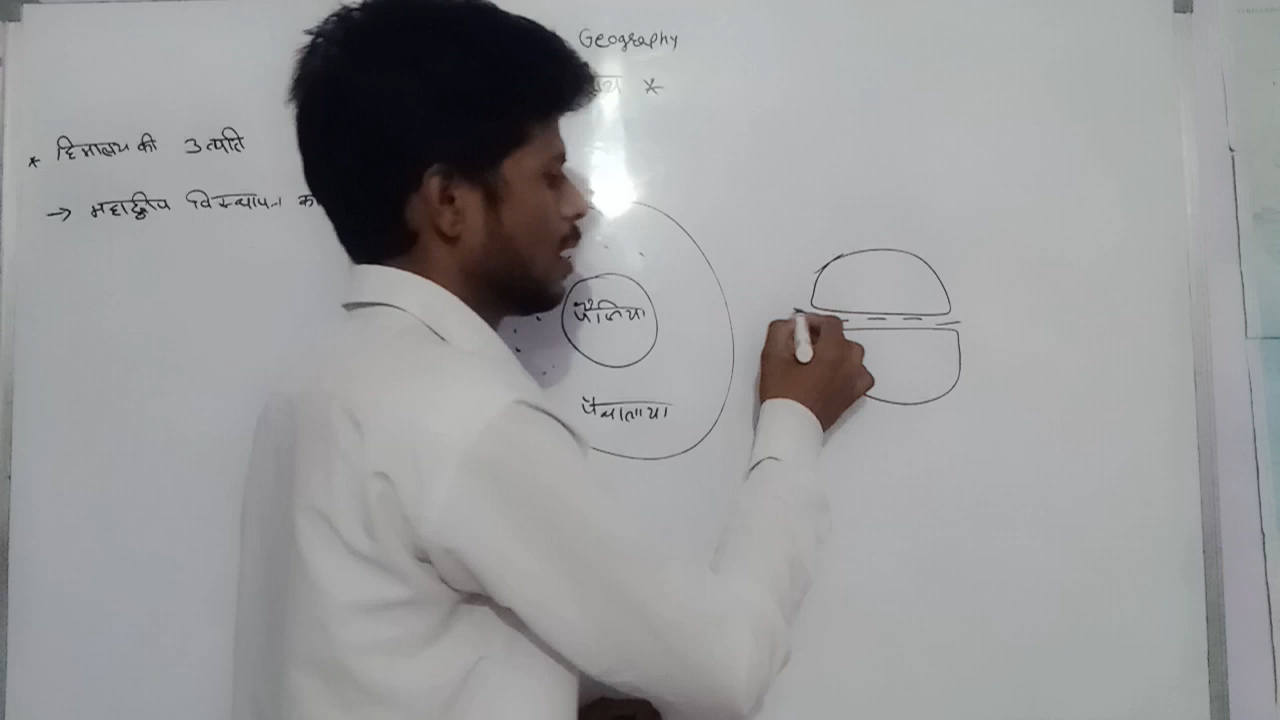 Geography
*
* हिमालय की उत्पति
→ महाद्वीप विस्थापन का
पैंजिया
पैंथालाशा